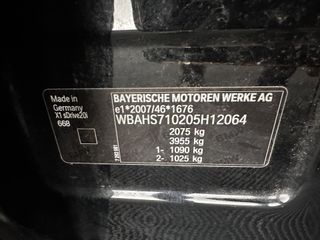 Made in
Germany
X1 sDrive20i
668
BAYERISCHE MOTOREN WERKE AG
e1*2007/46*1676
WBAHS710205H12064
2075 kg
3955 kg
1- 1090 kg
2- 1025 kg